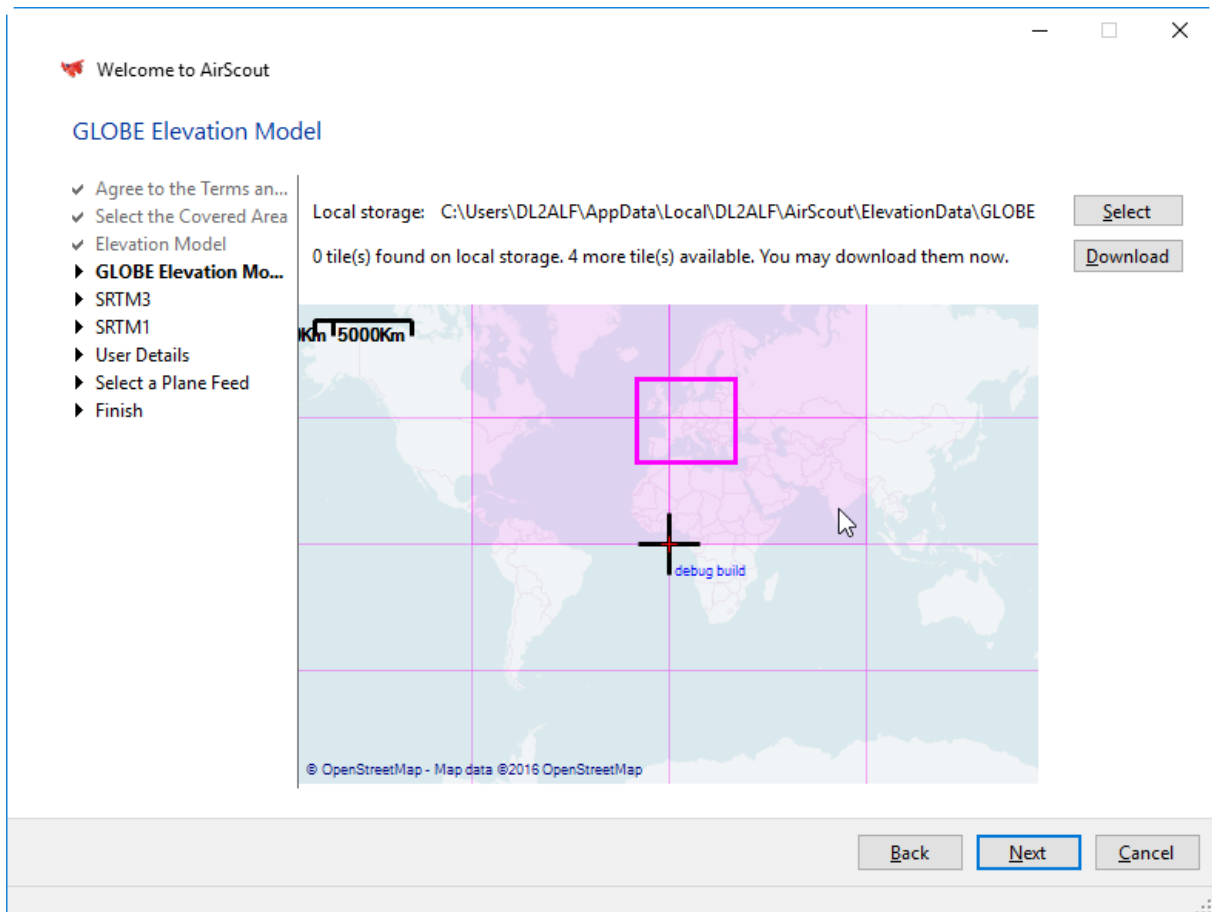 Welcome to AirScout
GLOBE Elevation Model
Agree to the Terms an...
Select the Covered Area
Elevation Model
GLOBE Elevation Mo...
SRTM3
SRTM1
User Details
Select a Plane Feed
Finish
Local storage: C:\Users\DL2ALF\AppData\Local\DL2ALF\AirScout\ElevationData\GLOBE
Select
0 tile(s) found on local storage. 4 more tile(s) available. You may download them now.
Download
Km 5000Km
debug build
© OpenStreetMap - Map data ©2016 OpenStreetMap
Back
Next
Cancel